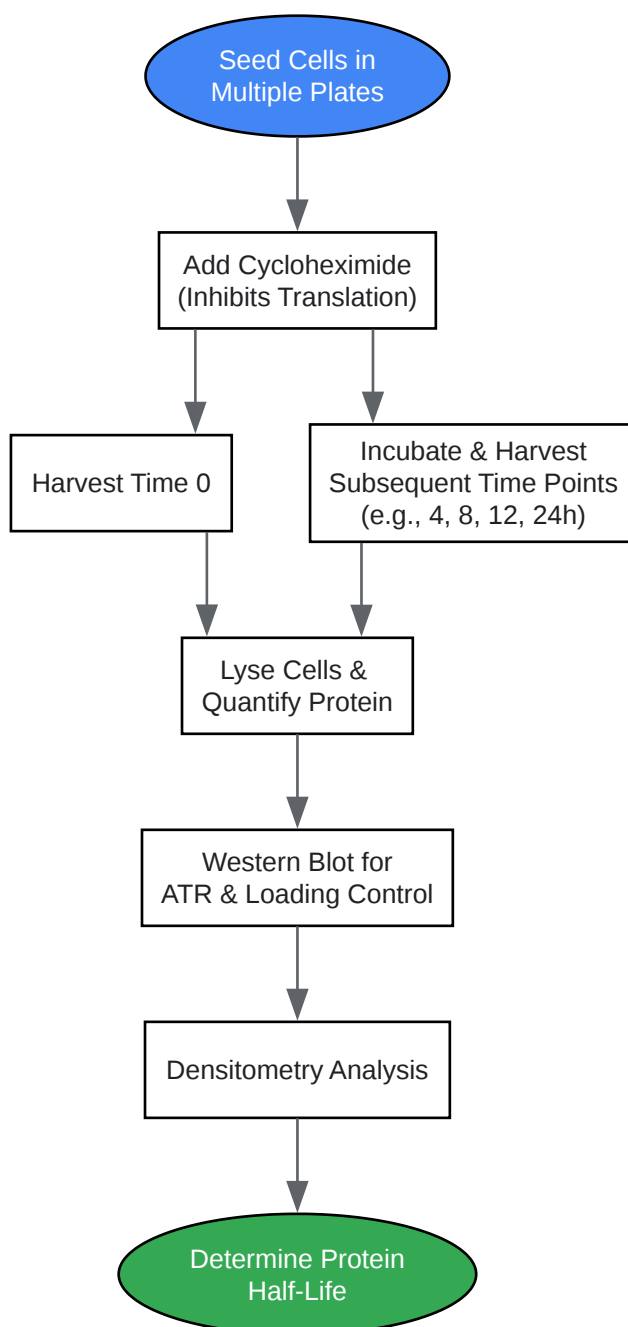 Seed Cells in
Multiple Plates
Add Cycloheximide
(Inhibits Translation)
Harvest Time 0
Incubate & Harvest
Subsequent Time Points
(e.g., 4, 8, 12, 24h)
Lyse Cells &
Quantify Protein
Western Blot for
ATR & Loading Control
Densitometry Analysis
Determine Protein
Half-Life